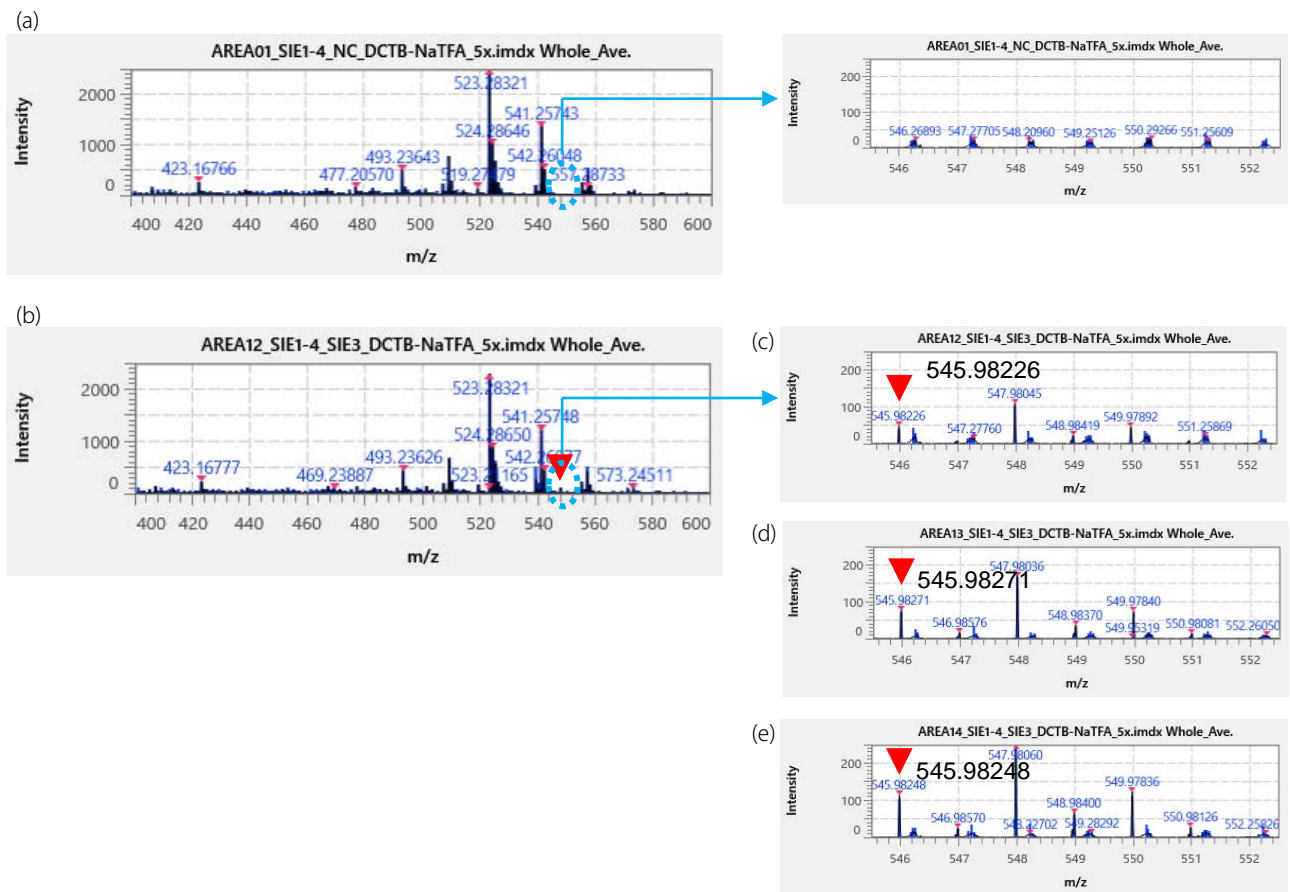 (a)
AREA01_SIE1-4_NC_DCTB-NaTFA_5x.imdx Whole_Ave.
Intensity
2000
1000
0
523.28321
541.25743
524.28646
542.26048
493.23643
423.16766
477.20570
400 420 440 460 480 500 520 540 560 580 600
m/z
AREA01_SIE1-4_NC_DCTB-NaTFA_5x.imdx Whole_Ave.
Intensity
200
100
0
546.26893 547.27705 548.20960 549.25126 550.29266 551.25609
546 547 548 549 550 551 552
m/z
(b)
AREA12_SIE1-4_SIE3_DCTB-NaTFA_5x.imdx Whole_Ave.
Intensity
2000
1000
0
523.28321
541.25748
524.28650
493.23626
423.16777
469.23887
573.24511
400 420 440 460 480 500 520 540 560 580 600
m/z
(c)
AREA12_SIE1-4_SIE3_DCTB-NaTFA_5x.imdx Whole_Ave.
Intensity
200
100
0
545.98226
547.98045
545.98226 547.27760 548.98419 549.97892 551.25869
546 547 548 549 550 551 552
m/z
(d)
AREA13_SIE1-4_SIE3_DCTB-NaTFA_5x.imdx Whole_Ave.
Intensity
200
100
0
547.98036
545.98271
545.98271 546.98576 548.98370 549.97840 549.95319 550.98081 552.26050
546 547 548 549 550 551 552
m/z
(e)
AREA14_SIE1-4_SIE3_DCTB-NaTFA_5x.imdx Whole_Ave.
Intensity
200
100
0
547.98060
545.98248
545.98248 546.98570 548.22702 548.98400 549.28292 549.97836 550.98126 552.25826
546 547 548 549 550 551 552
m/z